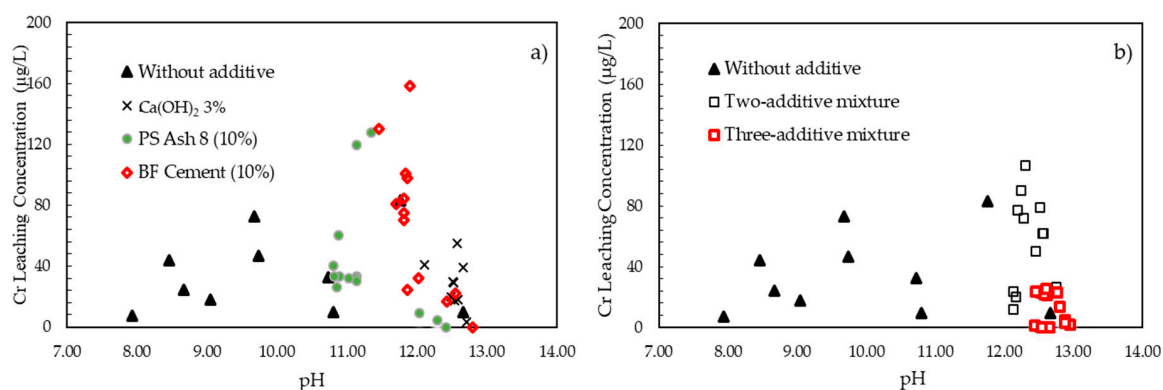 200
160
120
80
40
0
Cr Leaching Concentration (µg/L)
a)
Without additive
Ca(OH)₂ 3%
PS Ash 8 (10%)
BF Cement (10%)
7.00 8.00 9.00 10.00 11.00 12.00 13.00 14.00
pH
200
160
120
80
40
0
Cr Leaching Concentration (µg/L)
b)
Without additive
Two-additive mixture
Three-additive mixture
7.00 8.00 9.00 10.00 11.00 12.00 13.00 14.00
pH